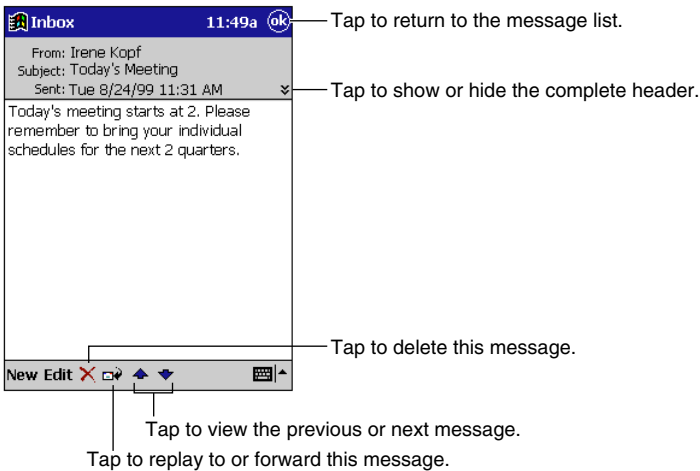 Inbox 11:49a ok
Tap to return to the message list.
From: Irene Kopf
Subject: Today's Meeting
Sent: Tue 8/24/99 11:31 AM
Tap to show or hide the complete header.
Today's meeting starts at 2. Please
remember to bring your individual
schedules for the next 2 quarters.
Tap to delete this message.
New Edit
Tap to view the previous or next message.
Tap to replay to or forward this message.